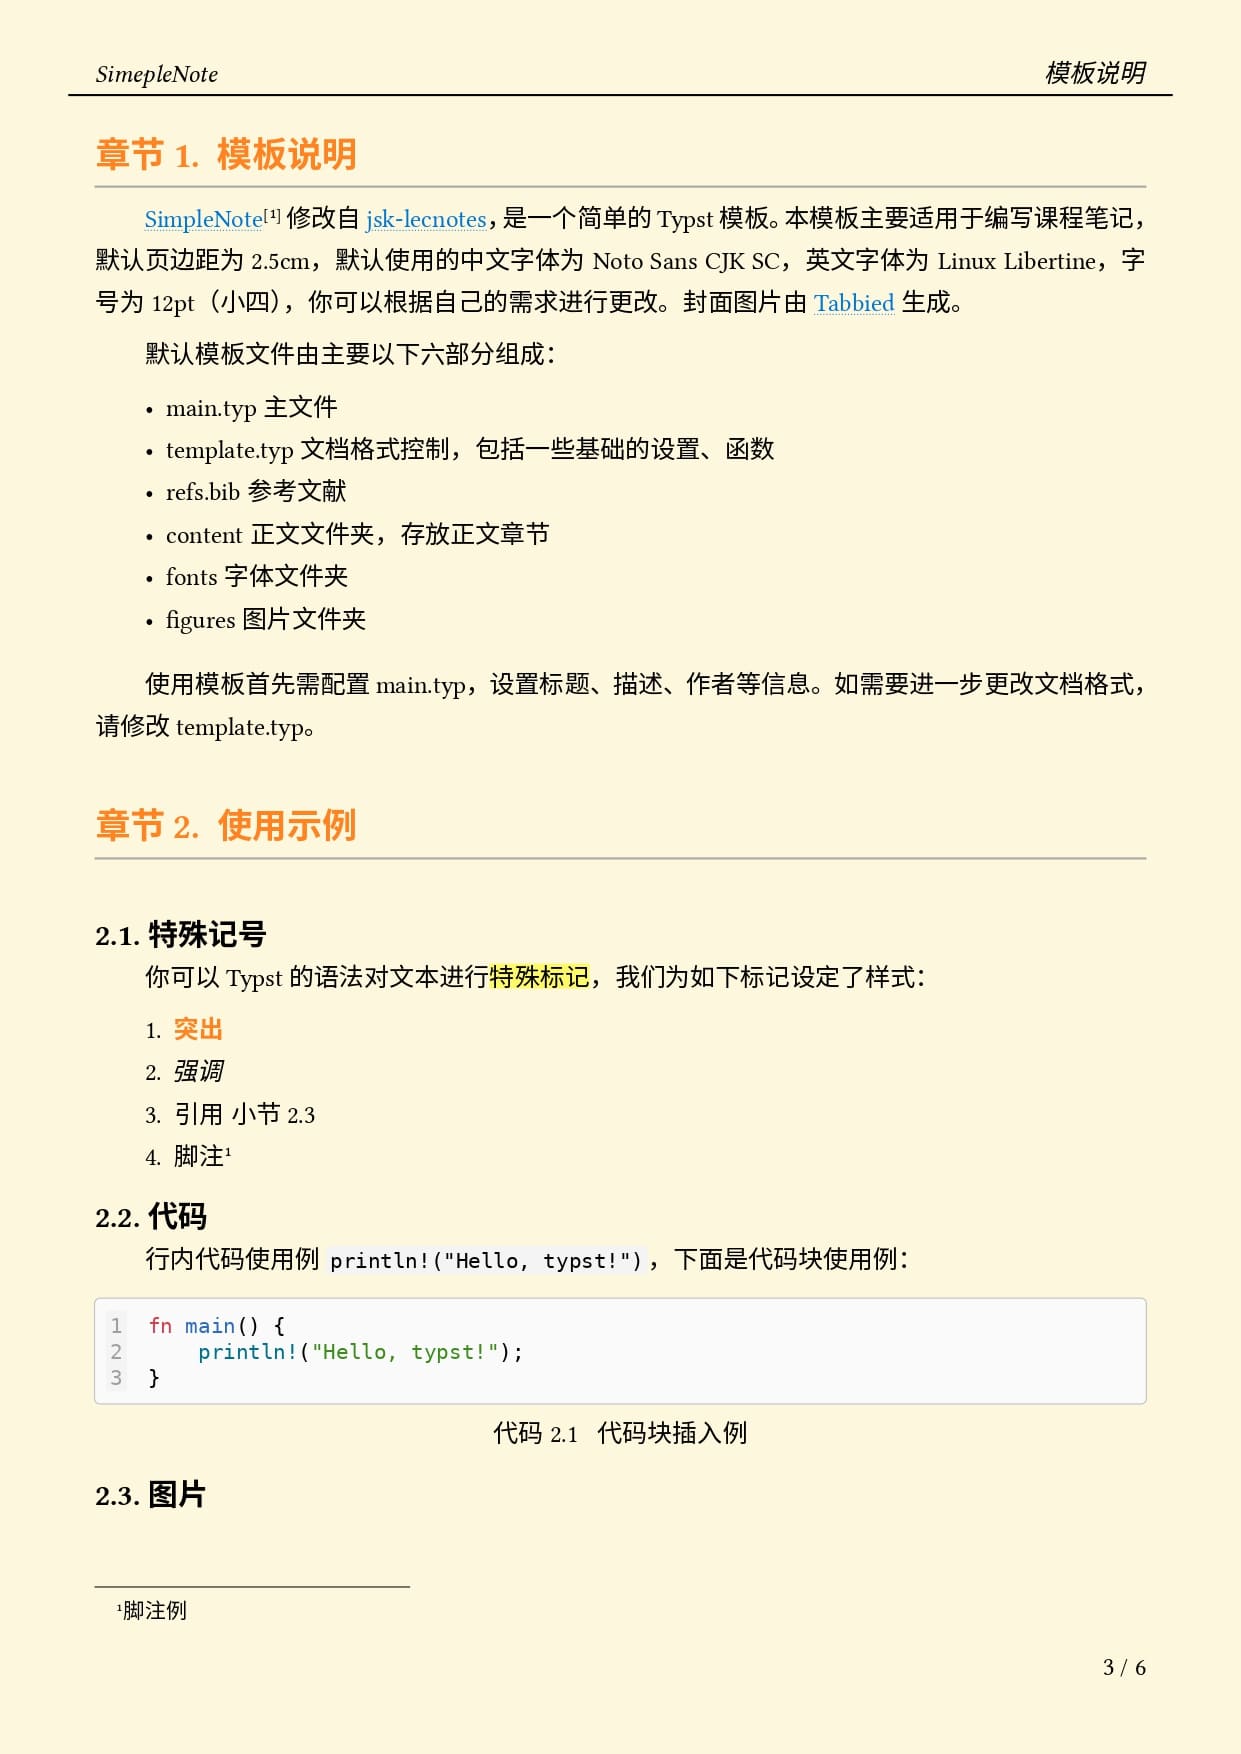 SimepleNote 模板说明
章节 1. 模板说明
SimpleNote[1] 修改自 jsk-lecnotes，是一个简单的 Typst 模板。本模板主要适用于编写课程笔记，
默认页边距为 2.5cm，默认使用的中文字体为 Noto Sans CJK SC，英文字体为 Linux Libertine，字
号为 12pt（小四），你可以根据自己的需求进行更改。封面图片由 Tabbied 生成。
默认模板文件由主要以下六部分组成：
• main.typ 主文件
• template.typ 文档格式控制，包括一些基础的设置、函数
• refs.bib 参考文献
• content 正文文件夹，存放正文章节
• fonts 字体文件夹
• figures 图片文件夹
使用模板首先需配置 main.typ，设置标题、描述、作者等信息。如需要进一步更改文档格式，
请修改 template.typ。
章节 2. 使用示例
2.1. 特殊记号
你可以 Typst 的语法对文本进行特殊标记，我们为如下标记设定了样式：
1. 突出
2. 强调
3. 引用 小节 2.3
4. 脚注¹
2.2. 代码
行内代码使用例 println!("Hello, typst!")，下面是代码块使用例：
1 fn main() {
2     println!("Hello, typst!");
3 }
代码 2.1 代码块插入例
2.3. 图片
¹脚注例
3 / 6